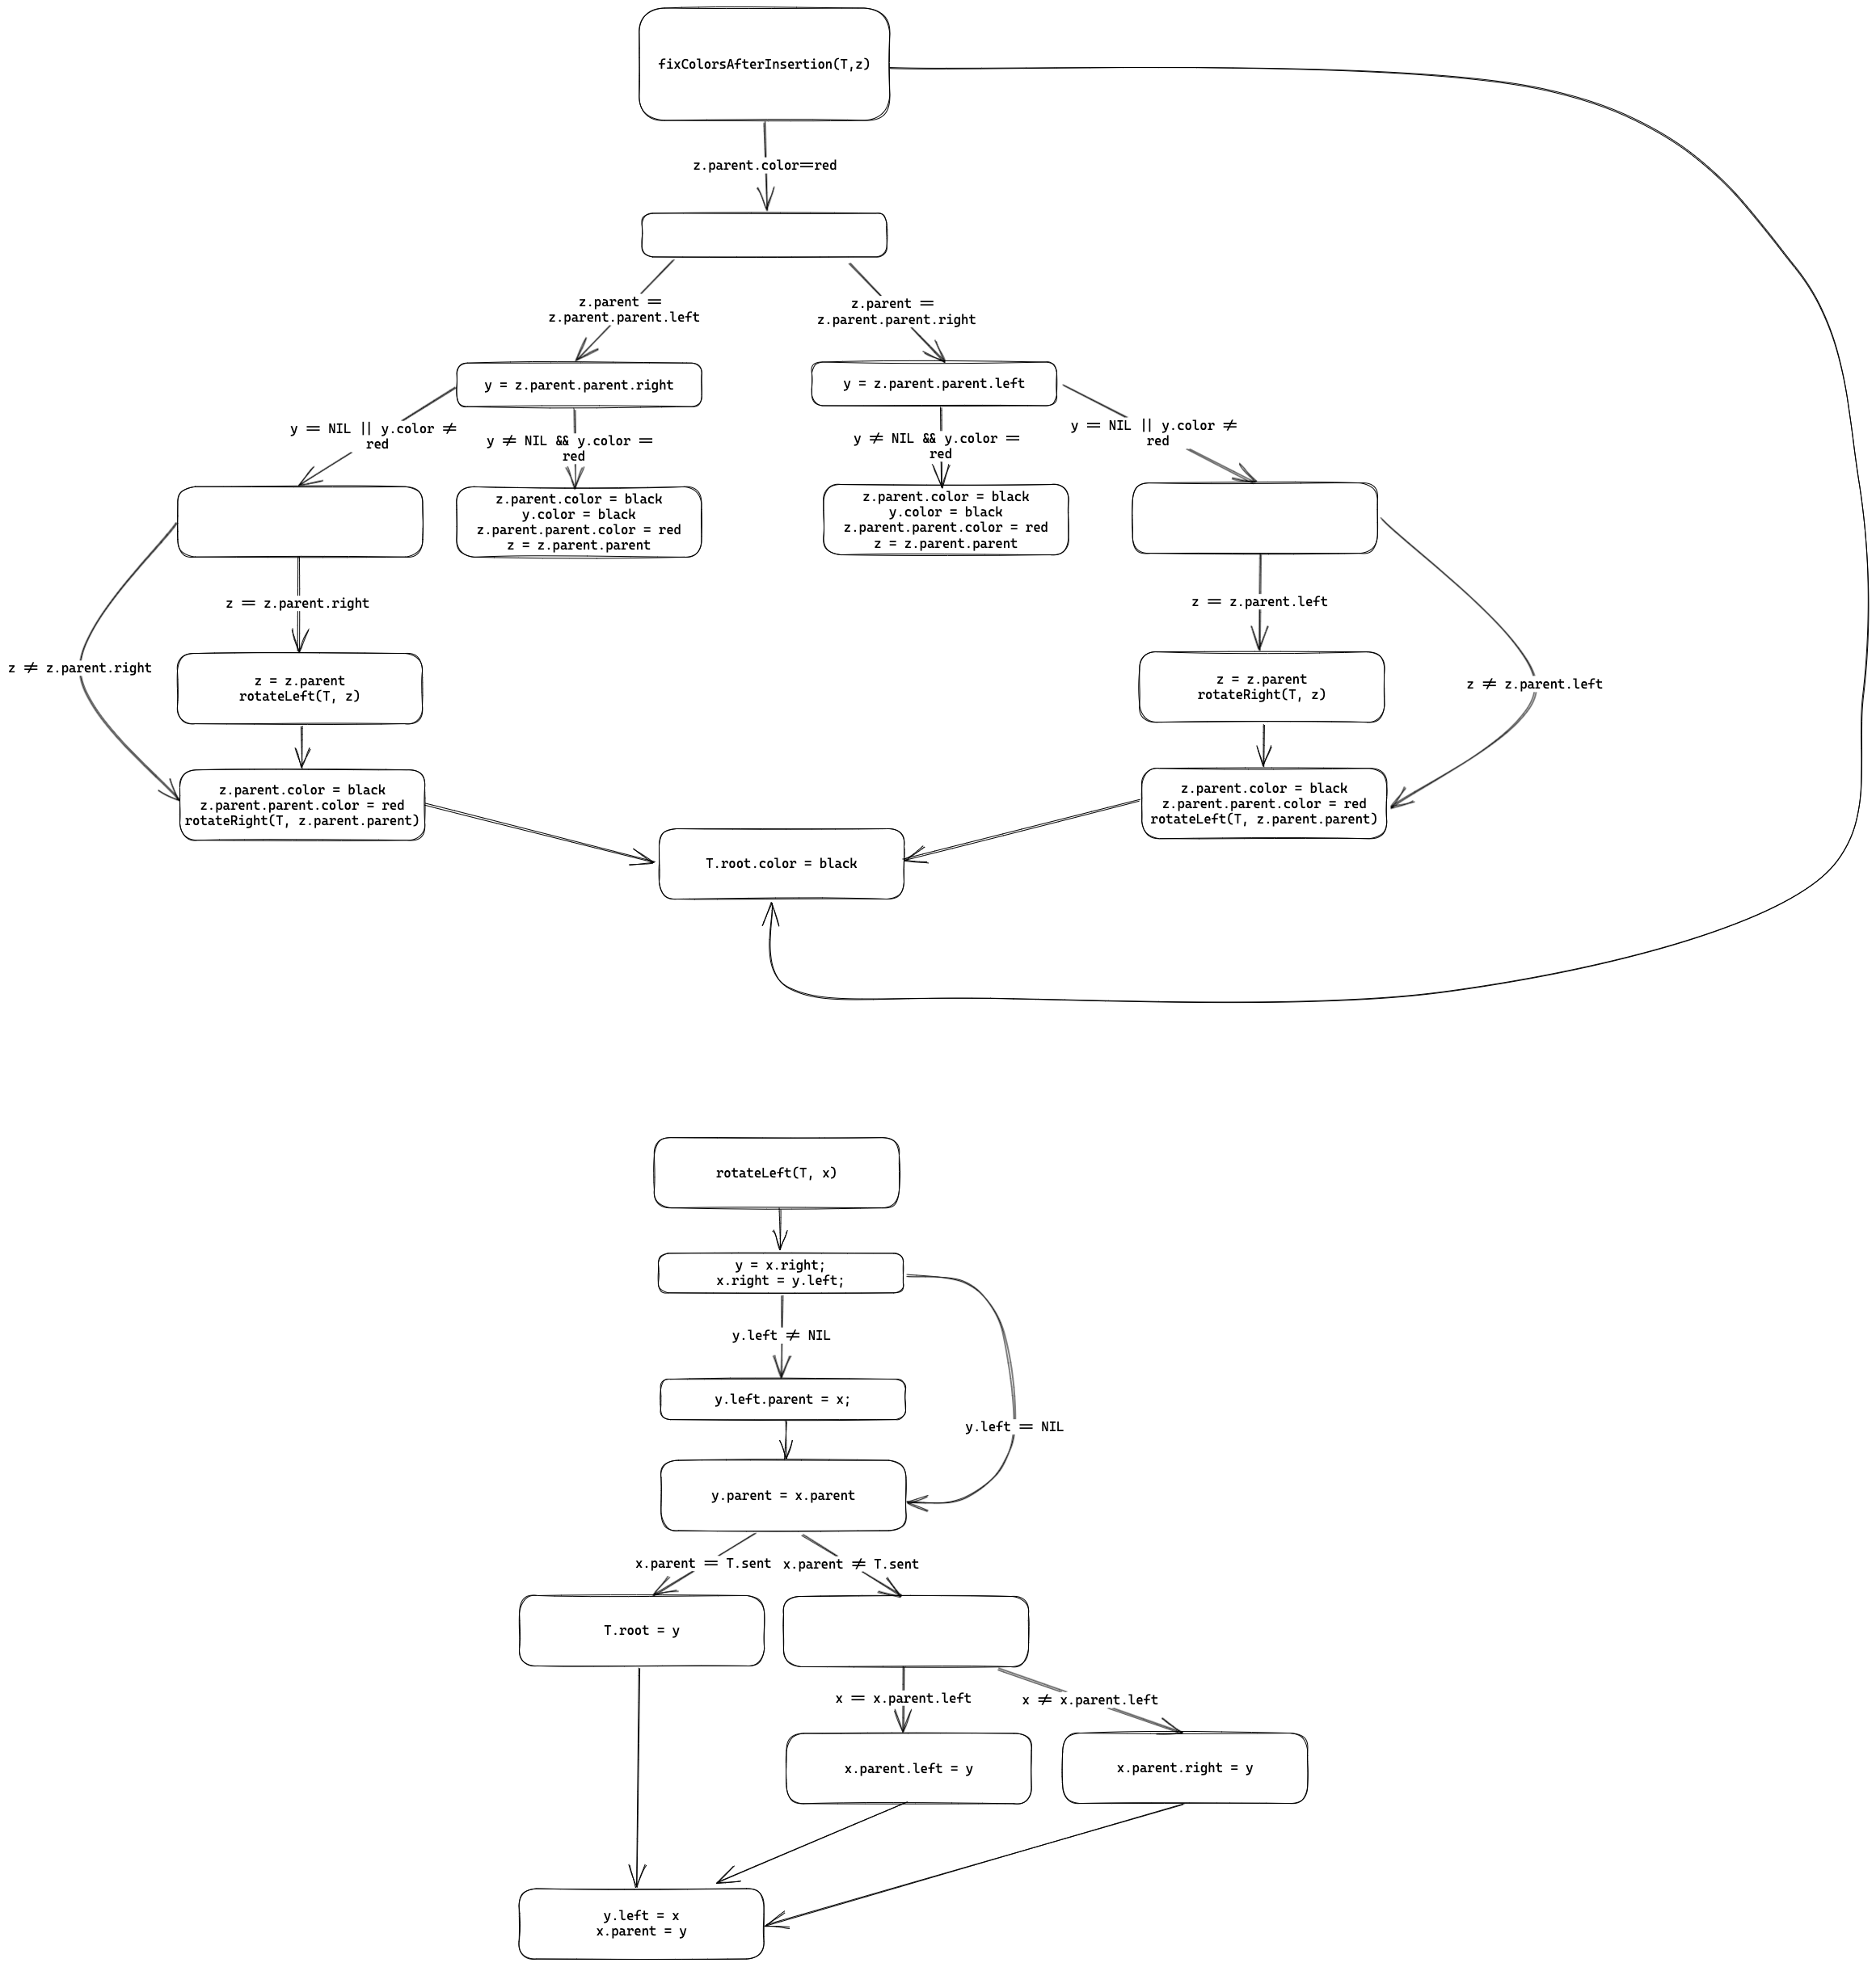 fixColorsAfterInsertion(T,z)
z.parent.color==red
z.parent ==
z.parent.parent.left
z.parent ==
z.parent.parent.right
y = z.parent.parent.right
y = z.parent.parent.left
y == NIL || y.color ≠
red
y ≠ NIL && y.color ==
red
y ≠ NIL && y.color ==
red
y == NIL || y.color ≠
red
z.parent.color = black
y.color = black
z.parent.parent.color = red
z = z.parent.parent
z.parent.color = black
y.color = black
z.parent.parent.color = red
z = z.parent.parent
z == z.parent.right
z == z.parent.left
z ≠ z.parent.right
z = z.parent
rotateLeft(T, z)
z = z.parent
rotateRight(T, z)
z ≠ z.parent.left
z.parent.color = black
z.parent.parent.color = red
rotateRight(T, z.parent.parent)
z.parent.color = black
z.parent.parent.color = red
rotateLeft(T, z.parent.parent)
T.root.color = black
rotateLeft(T, x)
y = x.right;
x.right = y.left;
y.left ≠ NIL
y.left.parent = x;
y.left == NIL
y.parent = x.parent
x.parent == T.sent
x.parent ≠ T.sent
T.root = y
x == x.parent.left
x ≠ x.parent.left
x.parent.left = y
x.parent.right = y
y.left = x
x.parent = y